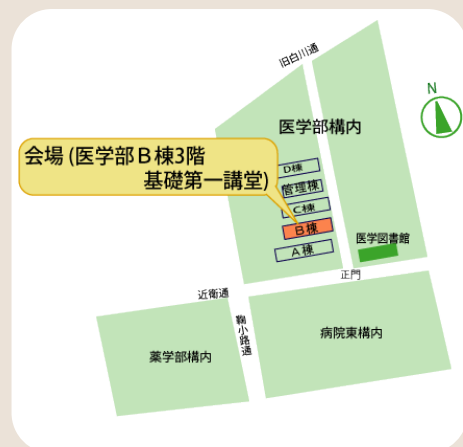 旧白川通
N
医学部構内
会場 (医学部B棟3階
基礎第一講堂)
D棟
管理棟
C棟
B棟
医学図書館
A棟
正門
近衛通
鞠小路通
病院東構内
薬学部構内